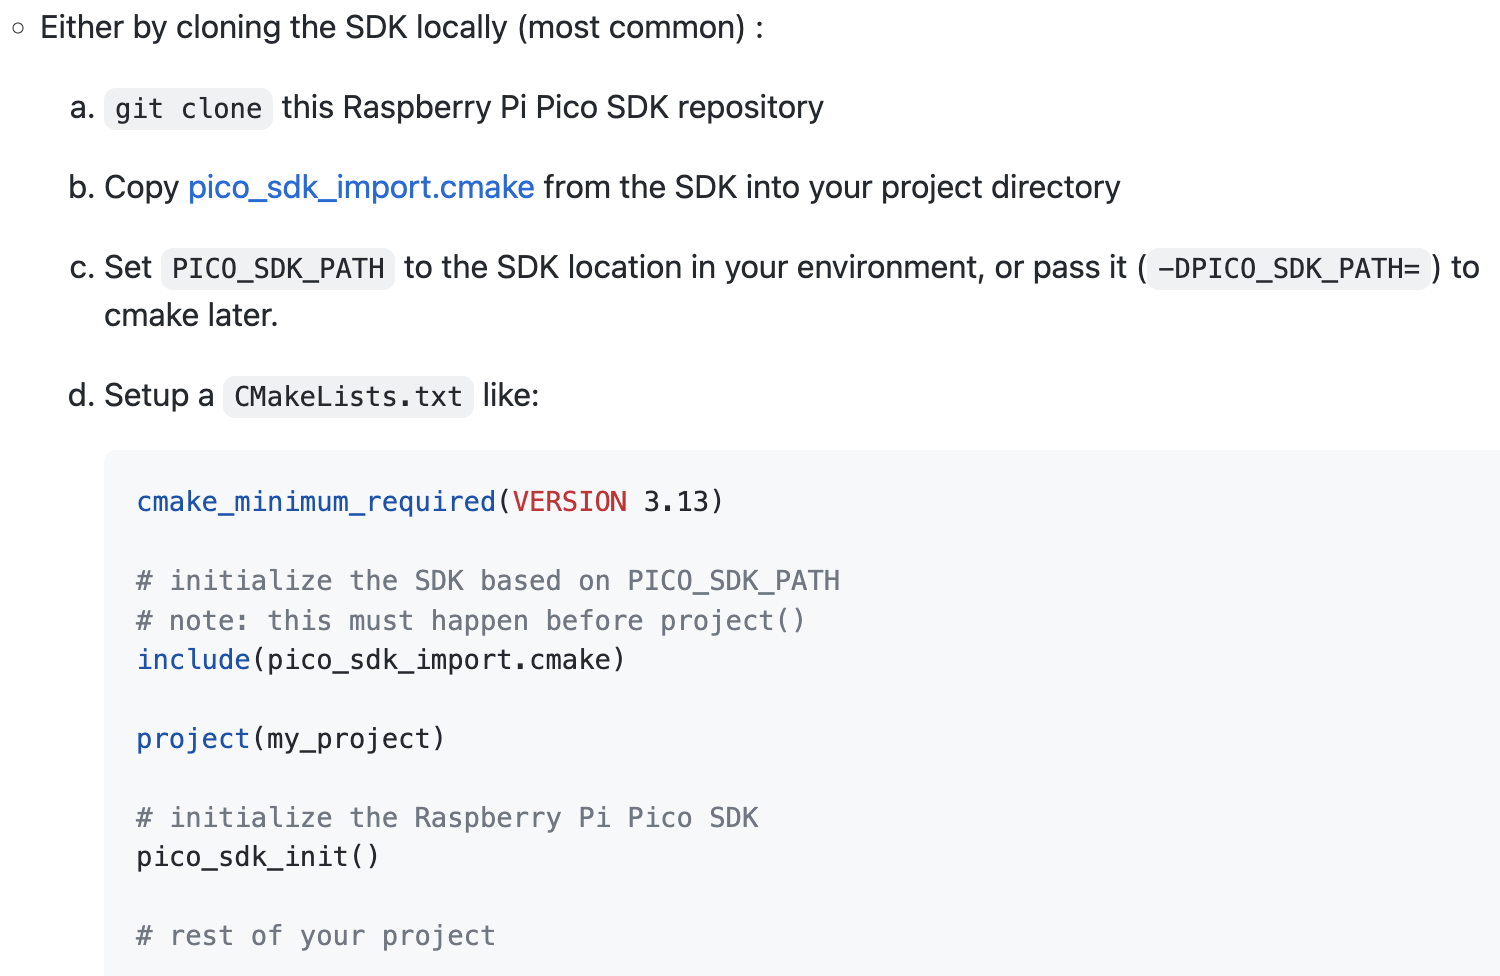 ◦ Either by cloning the SDK locally (most common) :
a. git clone this Raspberry Pi Pico SDK repository
b. Copy pico_sdk_import.cmake from the SDK into your project directory
c. Set PICO_SDK_PATH to the SDK location in your environment, or pass it ( -DPICO_SDK_PATH= ) to
cmake later.
d. Setup a CMakeLists.txt like:
cmake_minimum_required(VERSION 3.13)
# initialize the SDK based on PICO_SDK_PATH
# note: this must happen before project()
include(pico_sdk_import.cmake)
project(my_project)
# initialize the Raspberry Pi Pico SDK
pico_sdk_init()
# rest of your project